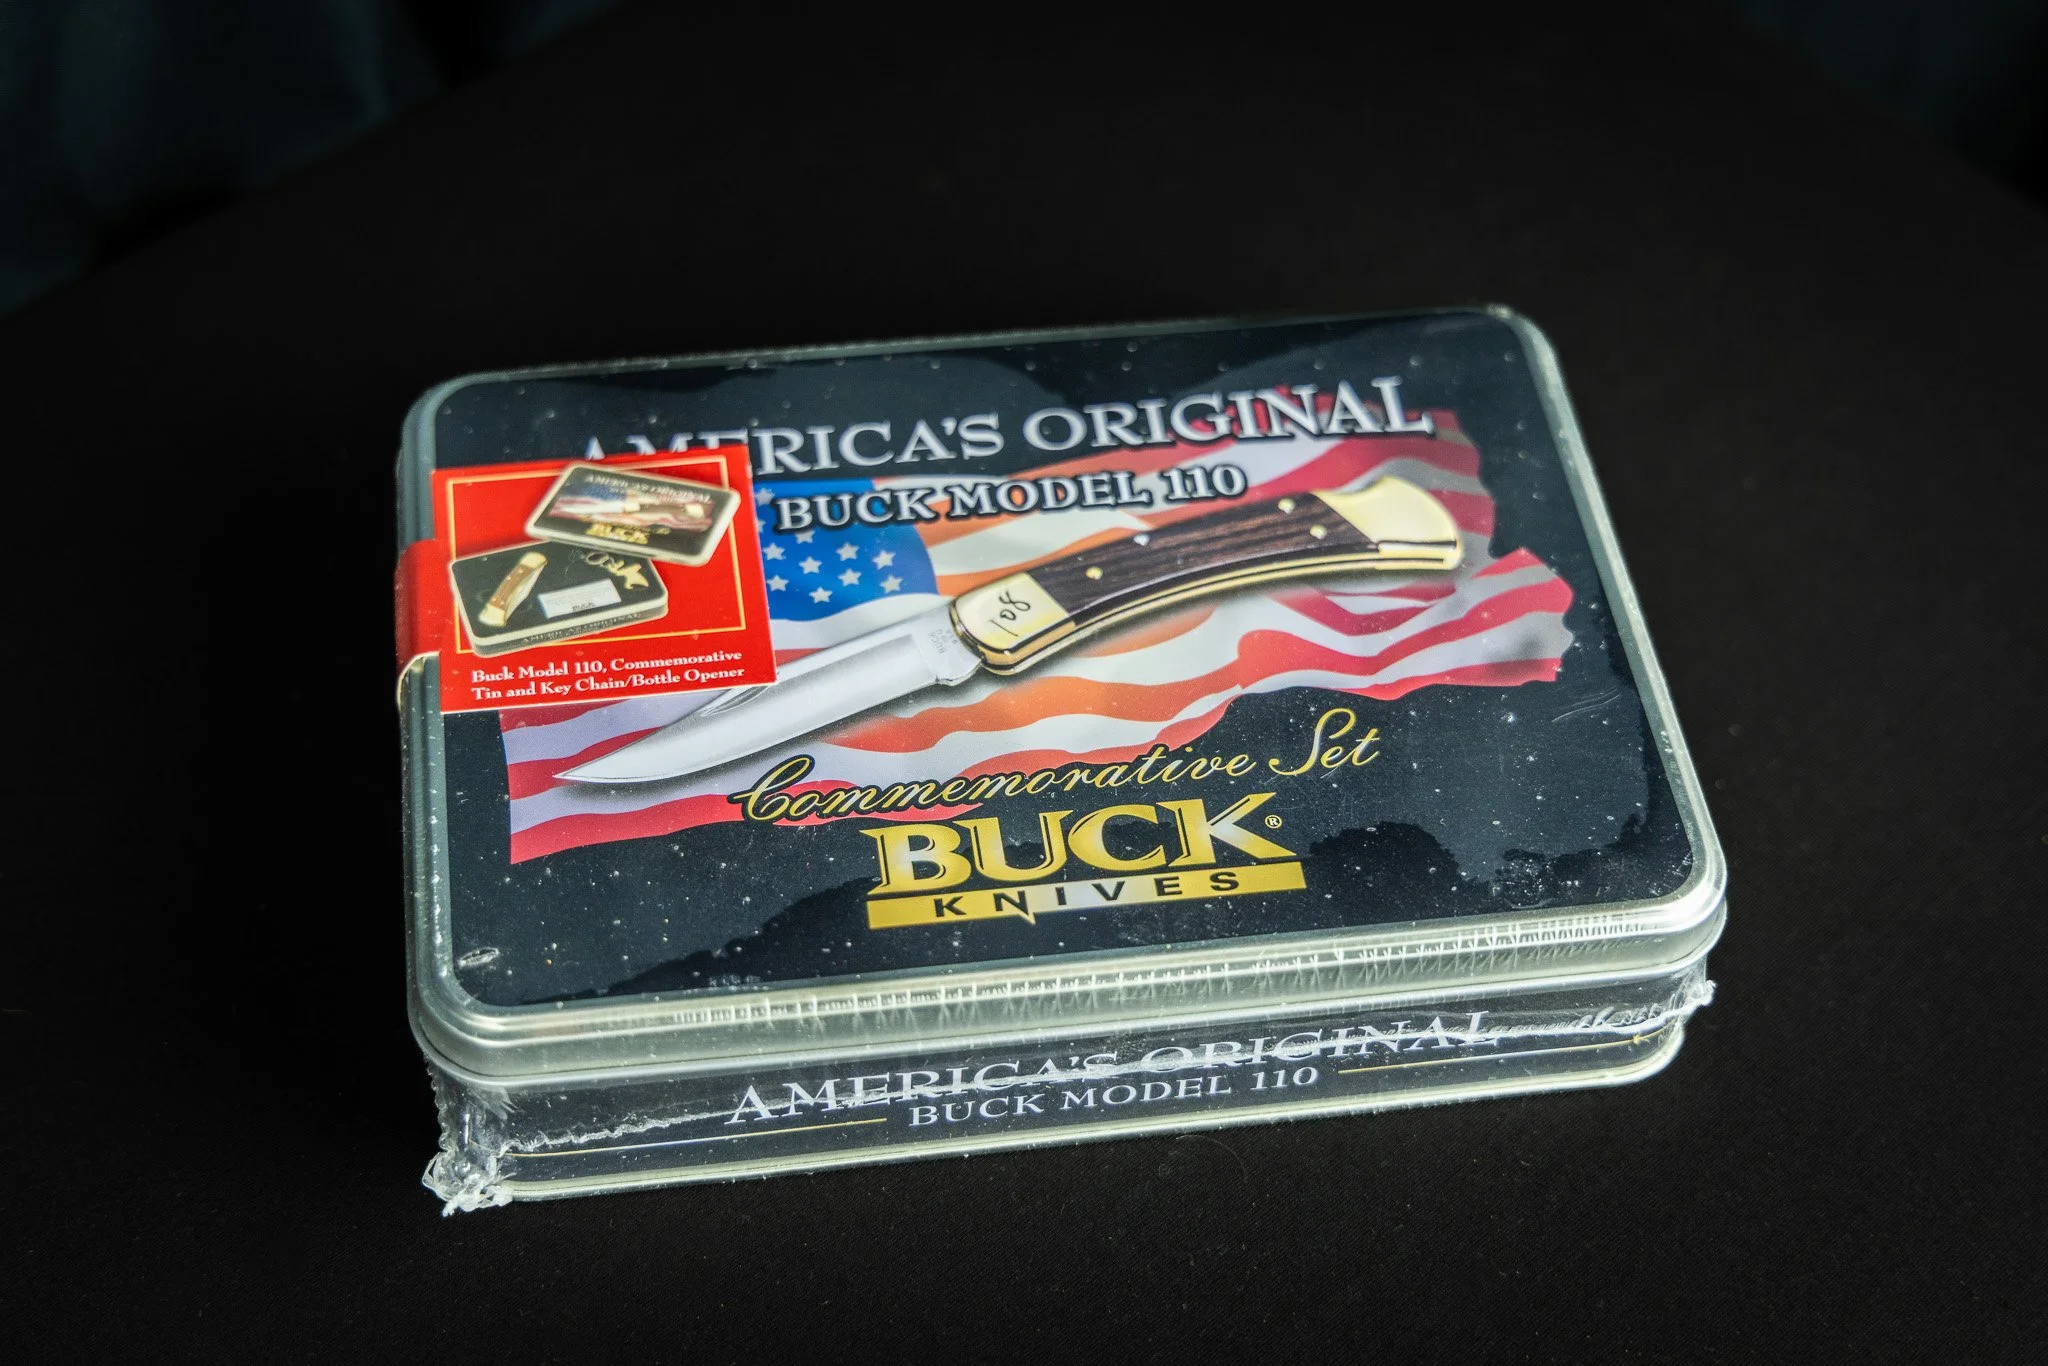 AMERICA'S ORIGINAL
BUCK MODEL 110
Buck Model 110, Commemorative
Tin and Key Chain/Bottle Opener
Commemorative Set
BUCK®
KNIVES
AMERICA'S ORIGINAL
BUCK MODEL 110